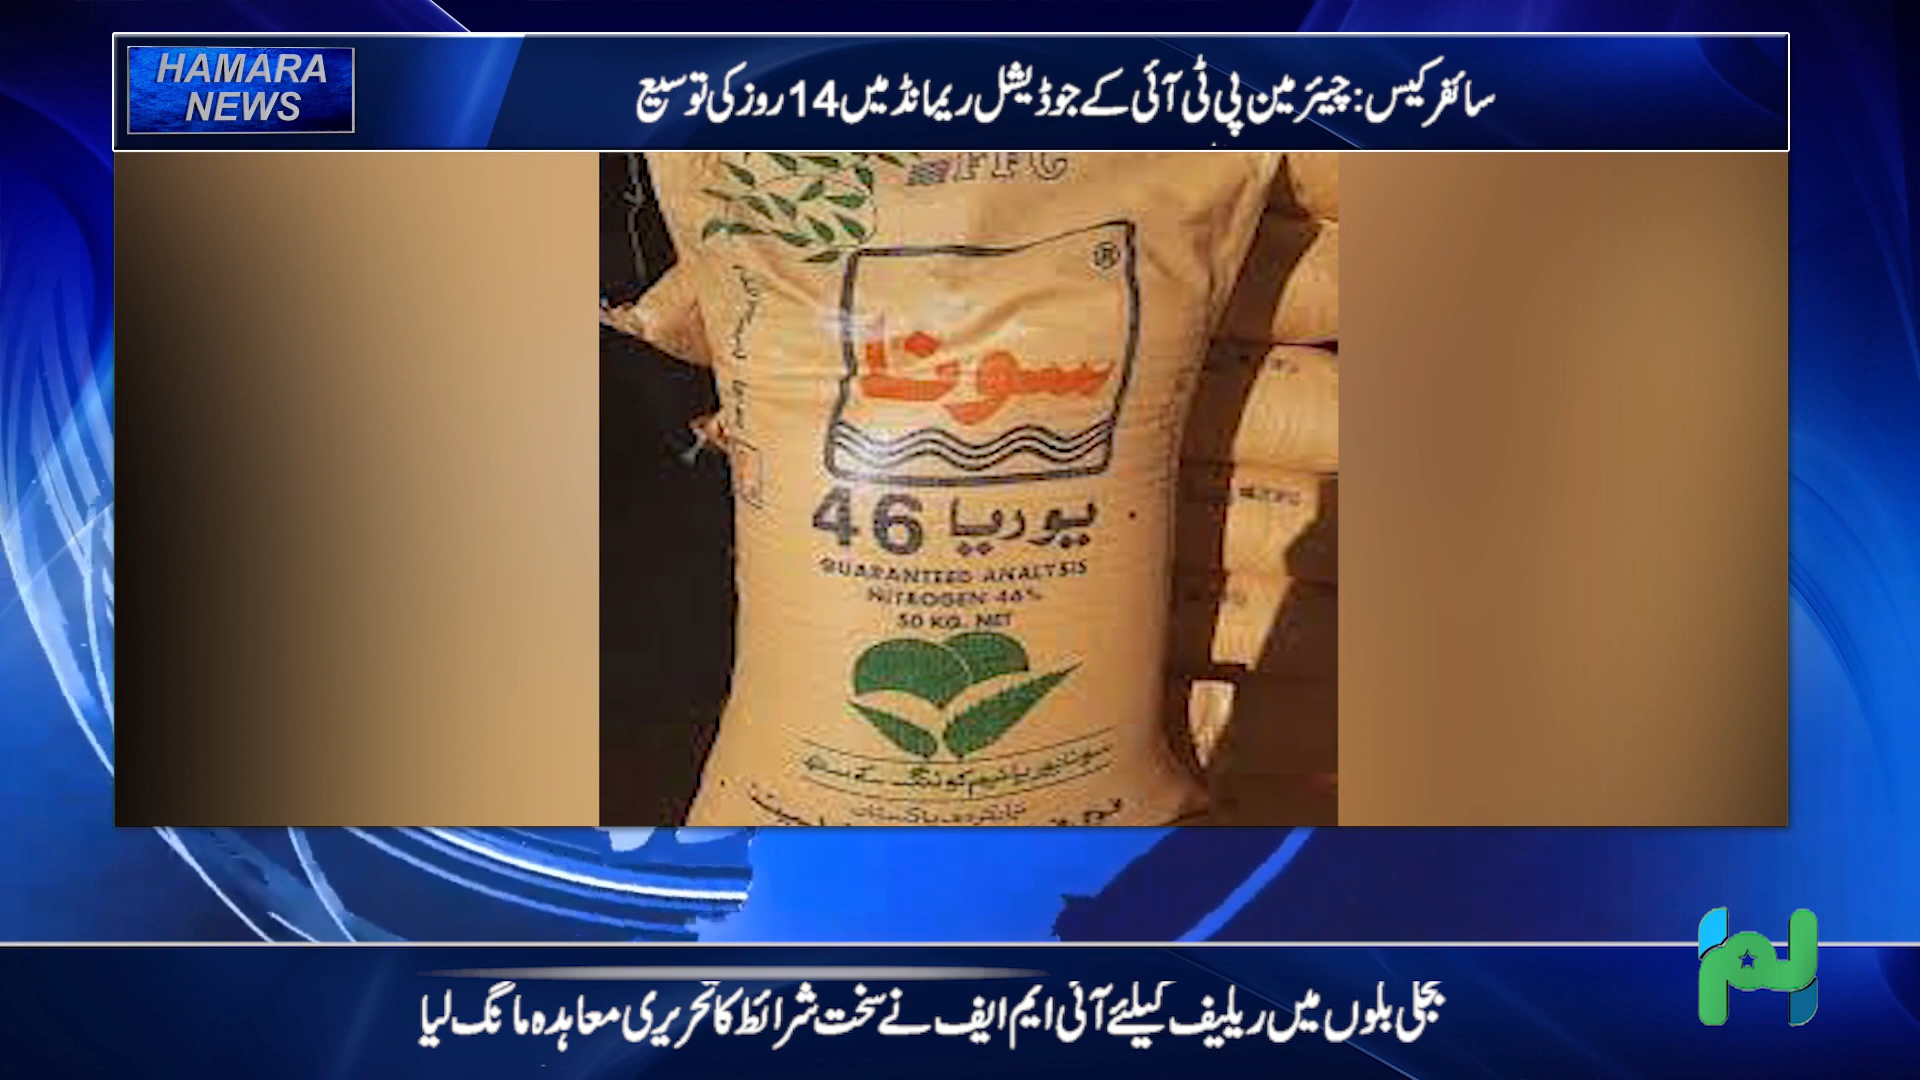 HAMARA
NEWS
سائفر کیس: چیئرمین پی ٹی آئی کے جوڈیشل ریمانڈ میں 14 روز کی توسیع
FFC
®
سونا
یوریا 46
GUARANTEED ANALYSIS
NITROGEN 46%
50 KG. NET
بجلی بلوں میں ریلیف کیلئے آئی ایم ایف نے سخت شرائط کا تحریری معاہدہ مانگ لیا